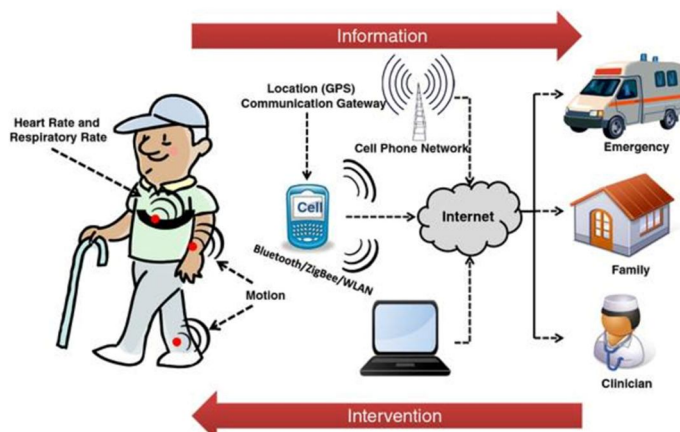 Information
Location (GPS)
Communication Gateway
Heart Rate and
Respiratory Rate
Cell Phone Network
Emergency
Cell
Internet
Bluetooth/ZigBee/WLAN
Family
Motion
Clinician
Intervention